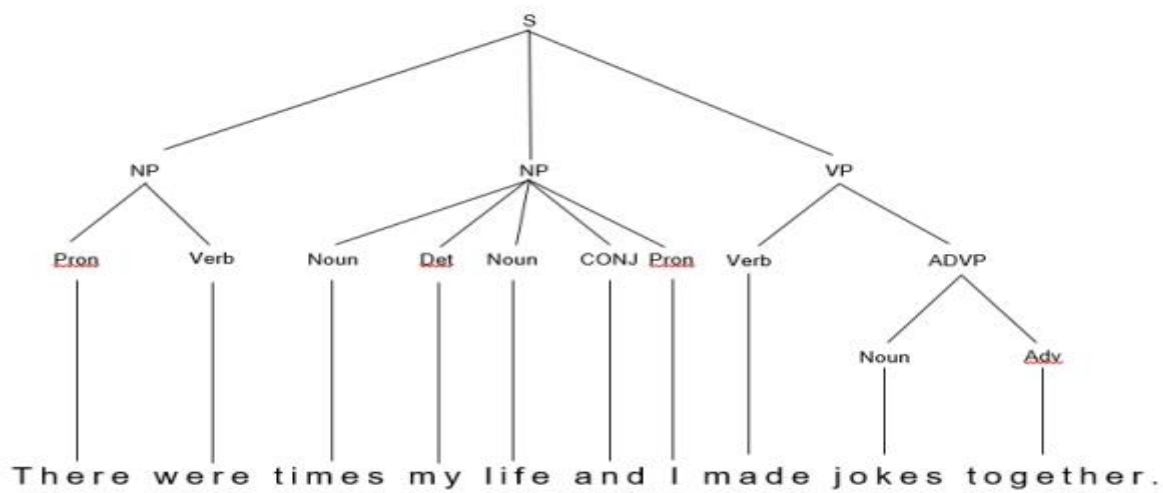 S
NP NP VP
Pron Verb Noun Det Noun CONJ Pron Verb ADVP
Noun Adv
There were times my life and I made jokes together.